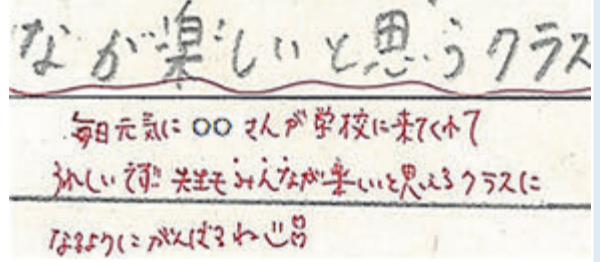 なが楽しいと思うクラス
毎日元気に○○さんが学校に来てくれて
うれしいです!! 先生もみんなが楽しいと思えるクラスに
なるようにがんばるね